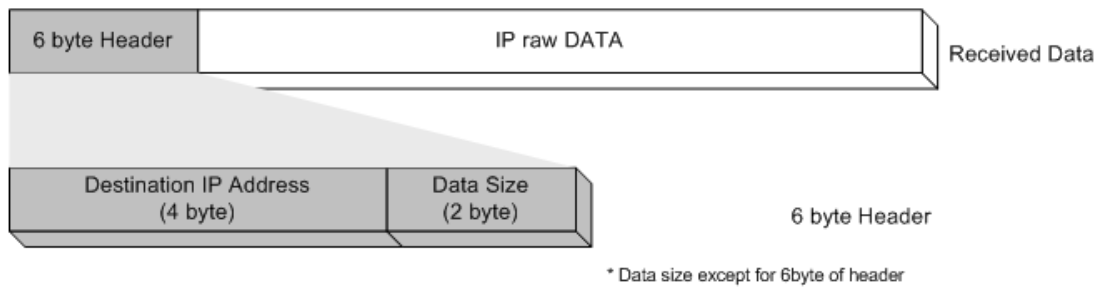 6 byte Header
IP raw DATA
Received Data
Destination IP Address
(4 byte)
Data Size
(2 byte)
6 byte Header
* Data size except for 6byte of header